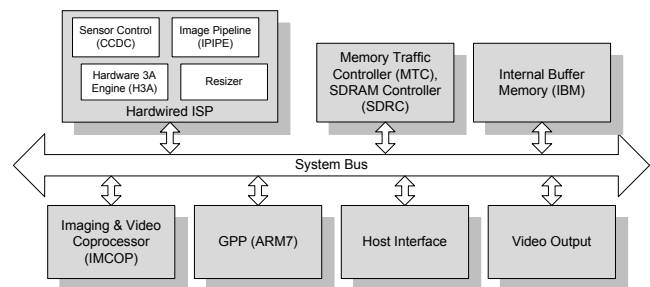 Sensor Control
(CCDC)
Image Pipeline
(IPIPE)
Hardware 3A
Engine (H3A)
Resizer
Hardwired ISP
Memory Traffic
Controller (MTC),
SDRAM Controller
(SDRC)
Internal Buffer
Memory (IBM)
System Bus
Imaging & Video
Coprocessor
(IMCOP)
GPP (ARM7)
Host Interface
Video Output